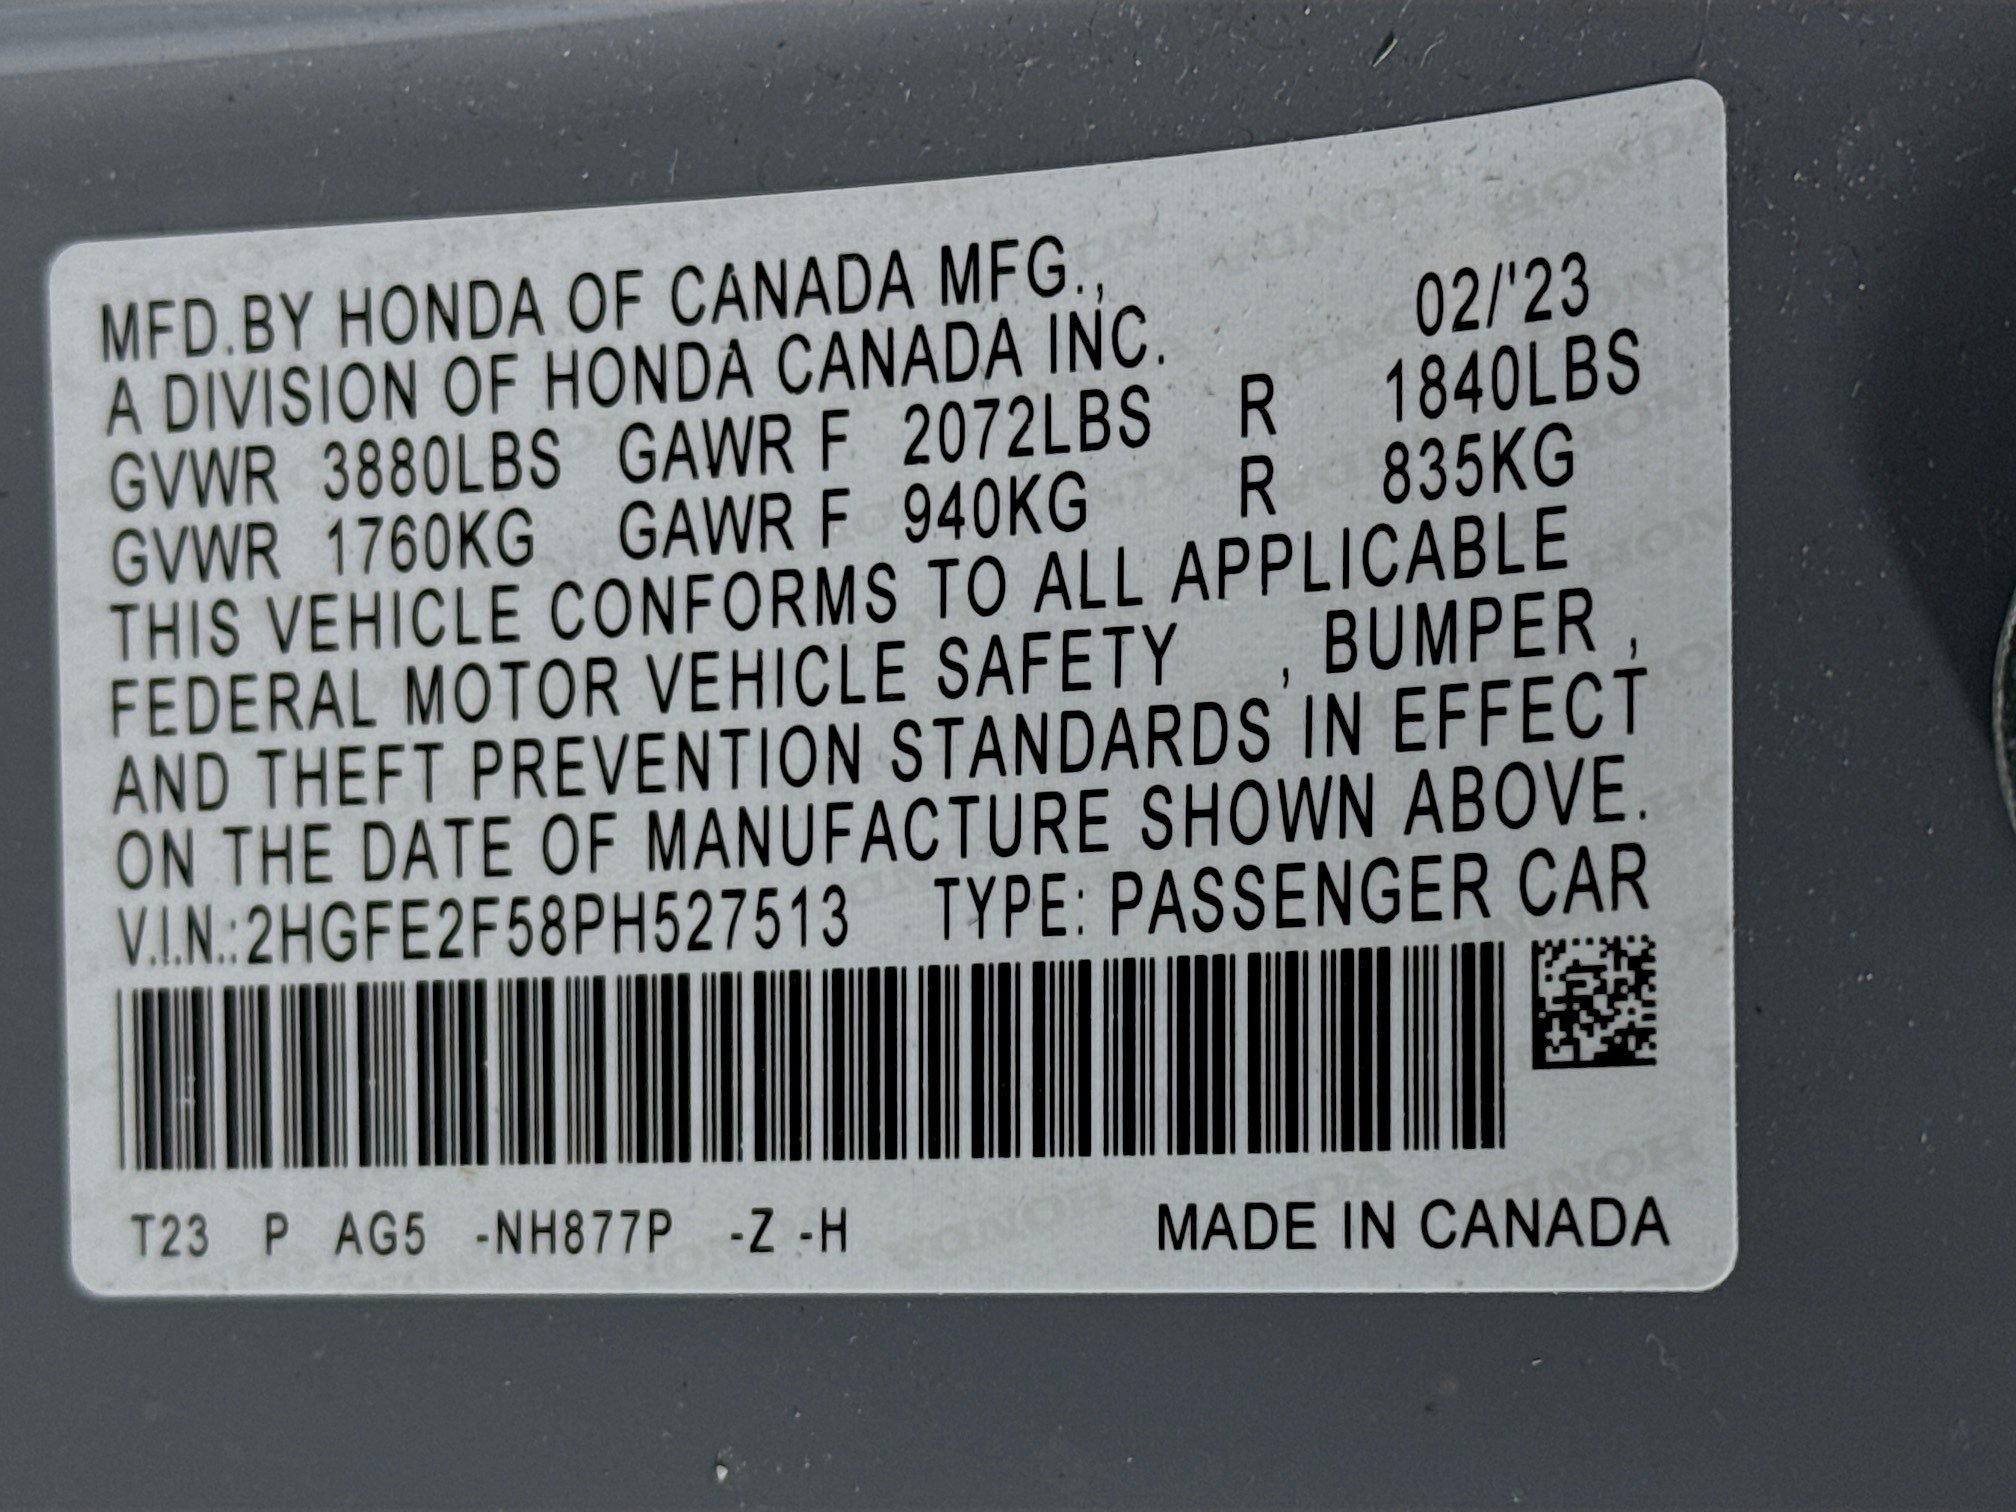 MFD.BY HONDA OF CANADA MFG., 02/'23
A DIVISION OF HONDA CANADA INC.
GVWR 3880LBS GAWR F 2072LBS R 1840LBS
GVWR 1760KG GAWR F 940KG R 835KG
THIS VEHICLE CONFORMS TO ALL APPLICABLE
FEDERAL MOTOR VEHICLE SAFETY , BUMPER ,
AND THEFT PREVENTION STANDARDS IN EFFECT
ON THE DATE OF MANUFACTURE SHOWN ABOVE.
V.I.N.:2HGFE2F58PH527513 TYPE: PASSENGER CAR
T23 P AG5 -NH877P -Z -H MADE IN CANADA